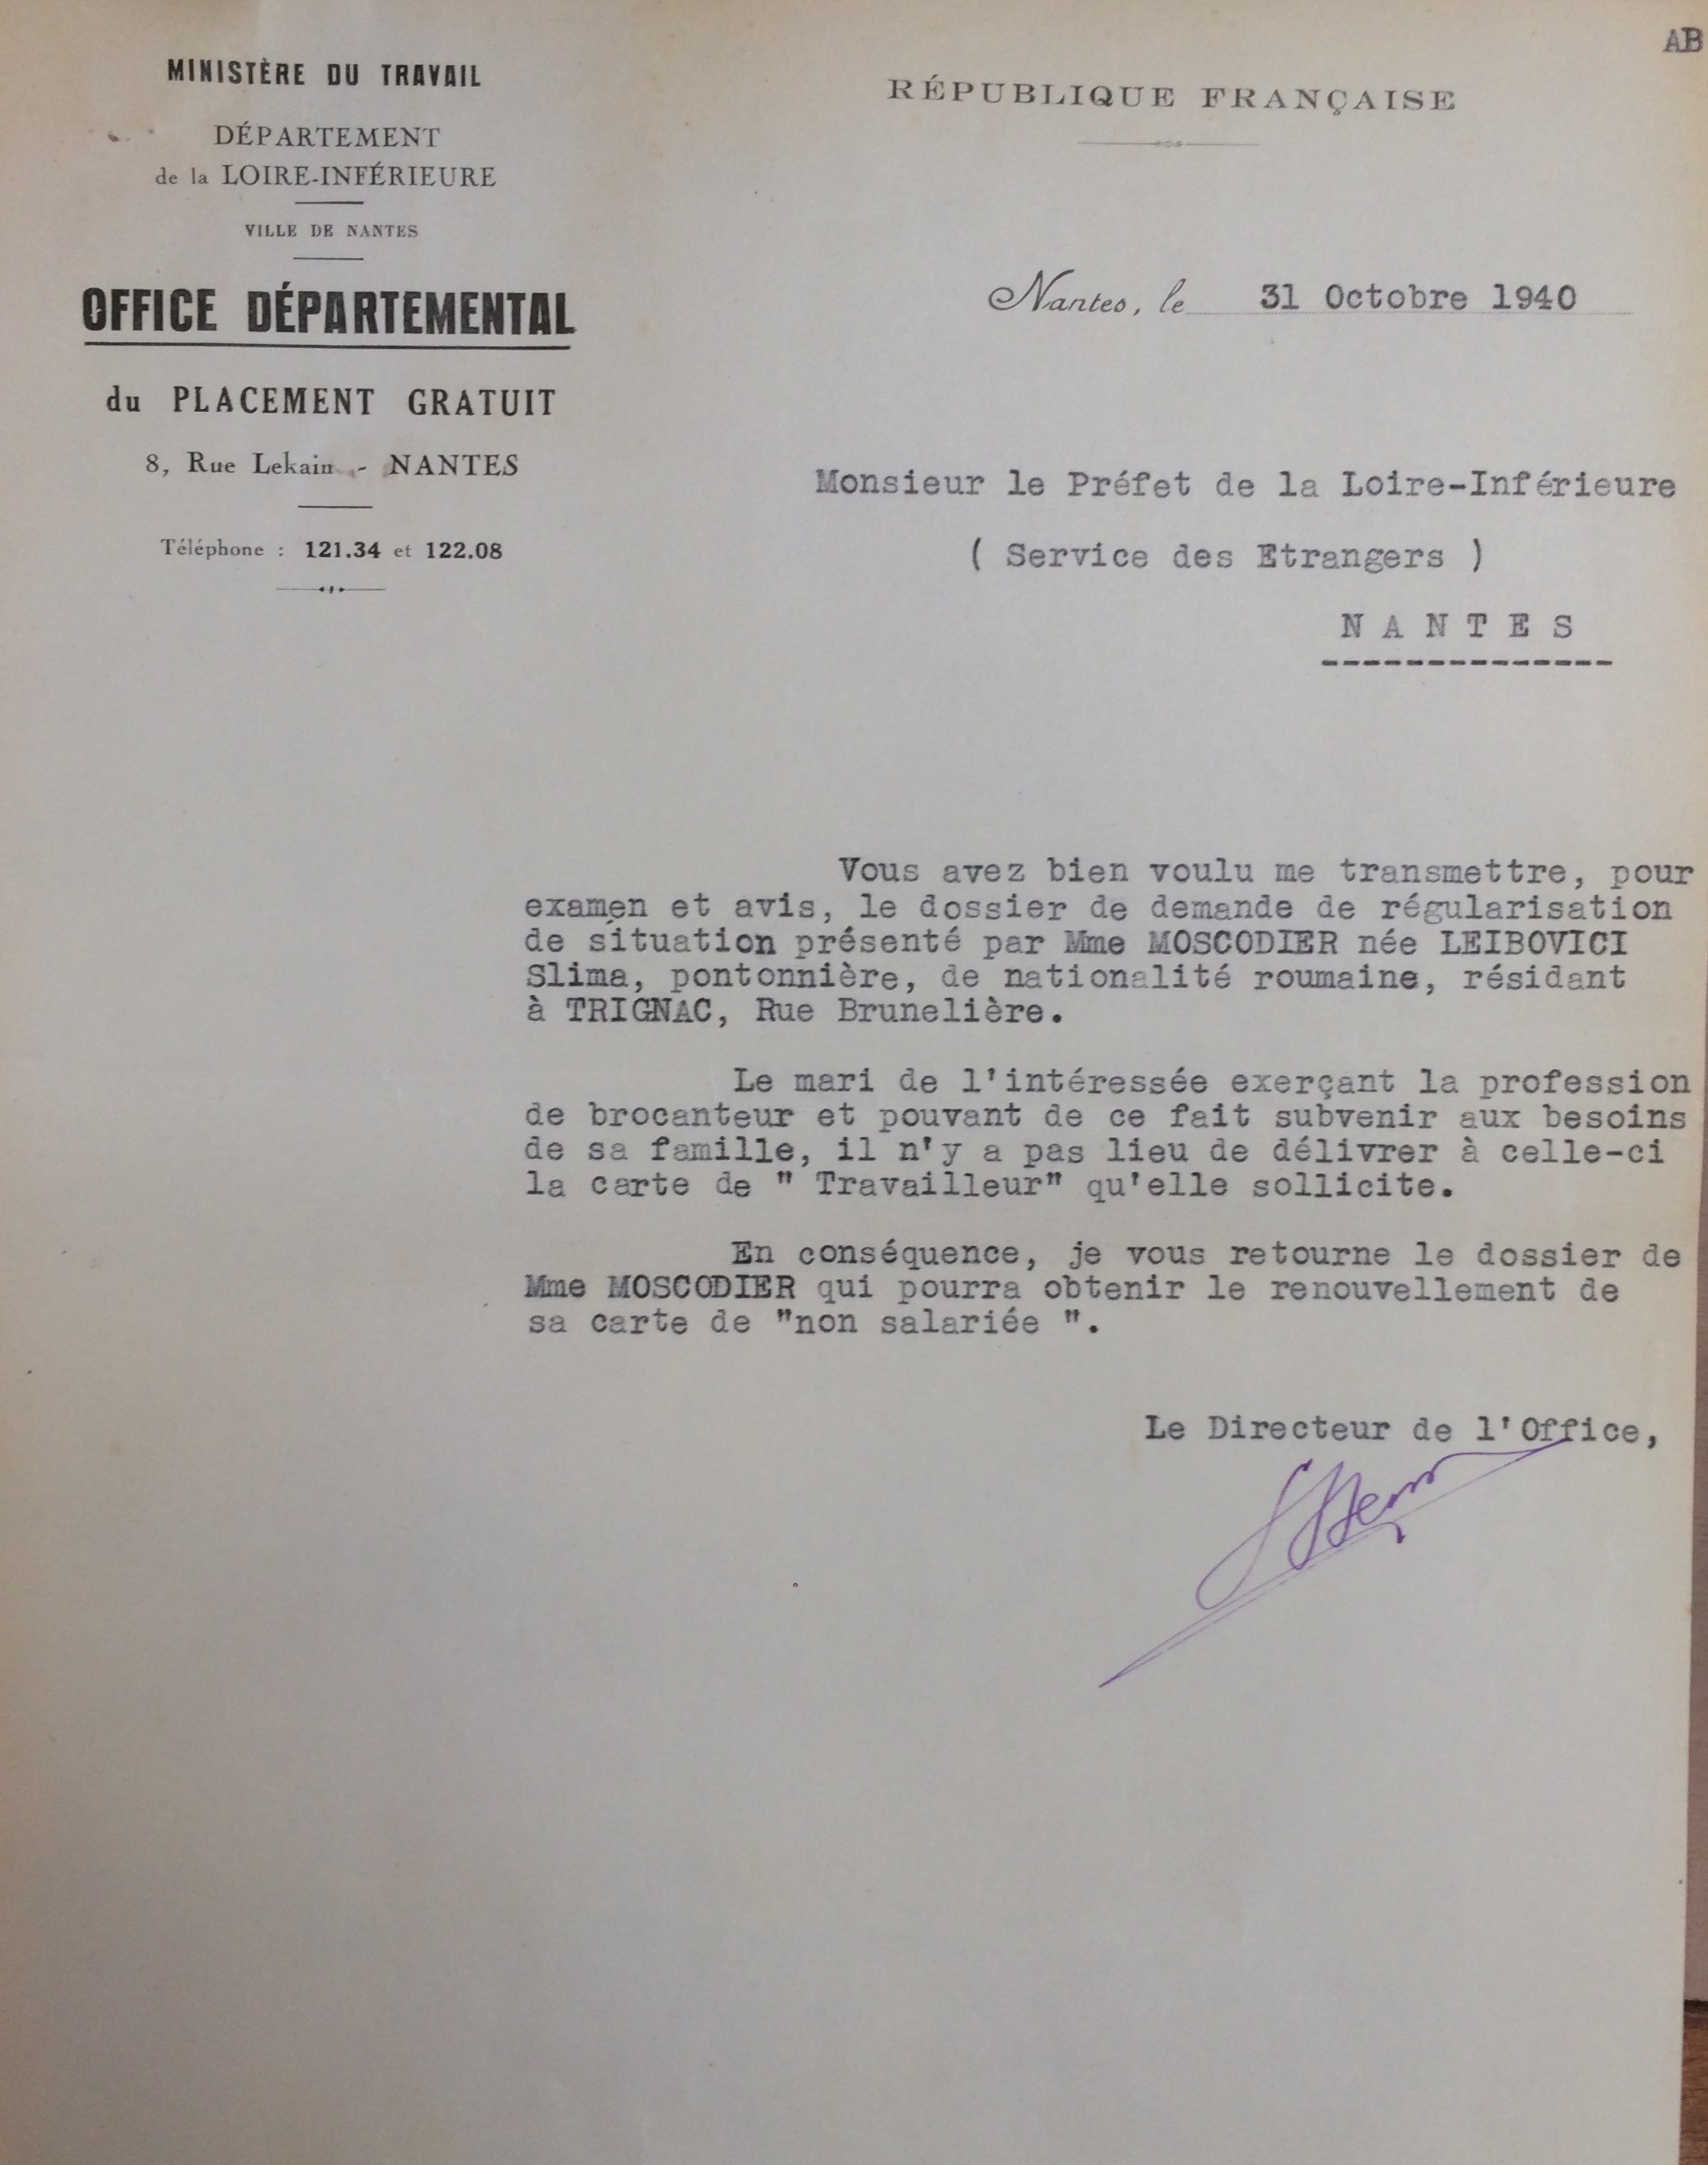 AB
MINISTÈRE DU TRAVAIL
DÉPARTEMENT
de la LOIRE-INFÉRIEURE
VILLE DE NANTES
OFFICE DÉPARTEMENTAL
du PLACEMENT GRATUIT
8, Rue Lekain - NANTES
Téléphone : 121.34 et 122.08
RÉPUBLIQUE FRANÇAISE
Nantes, le 31 Octobre 1940
Monsieur le Préfet de la Loire-Inférieure
( Service des Etrangers )
N A N T E S
Vous avez bien voulu me transmettre, pour
examen et avis, le dossier de demande de régularisation
de situation présenté par Mme MOSCODIER née LEIBOVICI
Slima, pontonnière, de nationalité roumaine, résidant
à TRIGNAC, Rue Brunelière.
Le mari de l'intéressée exerçant la profession
de brocanteur et pouvant de ce fait subvenir aux besoins
de sa famille, il n'y a pas lieu de délivrer à celle-ci
la carte de " Travailleur" qu'elle sollicite.
En conséquence, je vous retourne le dossier de
Mme MOSCODIER qui pourra obtenir le renouvellement de
sa carte de "non salariée ".
Le Directeur de l'Office,